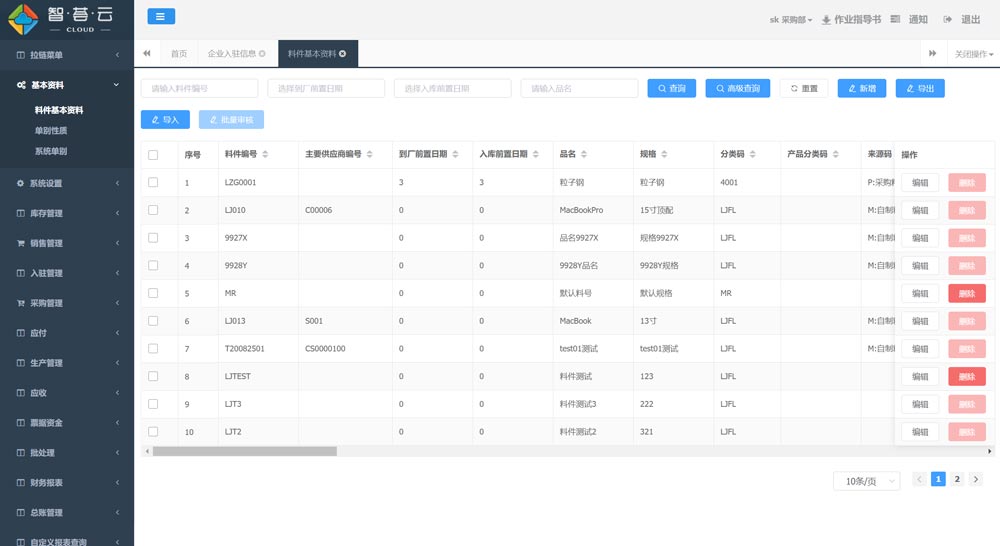 智·荟·云
CLOUD
sk 采购部 作业指导书 通知 退出
首页 企业入驻信息 料件基本资料 关闭操作
拉链菜单
基本资料
料件基本资料
单别性质
系统单别
系统设置
库存管理
销售管理
入驻管理
采购管理
应付
生产管理
应收
票据资金
批处理
财务报表
总账管理
自定义报表查询
请输入料件编号 选择到厂前置日期 选择入库前置日期 请输入品名 查询 高级查询 重置 新增 导出
导入 批量审核
序号 料件编号 主要供应商编号 到厂前置日期 入库前置日期 品名 规格 分类码 产品分类码 来源码 操作
1 LZG0001 3 3 粒子钢 粒子钢 4001 P:采购 编辑 删除
2 LJ010 C00006 0 0 MacBookPro 15寸顶配 LJFL M:自制 编辑 删除
3 9927X 0 0 品名9927X 规格9927X LJFL M:自制 编辑 删除
4 9928Y 0 0 9928Y品名 9928Y规格 LJFL M:自制 编辑 删除
5 MR 0 0 默认料号 默认规格 MR 编辑 删除
6 LJ013 S001 0 0 MacBook 13寸 LJFL M:自制 编辑 删除
7 T20082501 CS0000100 0 0 test01测试 test01测试 LJFL M:自制 编辑 删除
8 LJTEST 0 0 料件测试 123 LJFL 编辑 删除
9 LJT3 0 0 料件测试3 222 LJFL 编辑 删除
10 LJT2 0 0 料件测试2 321 LJFL 编辑 删除
10条/页 1 2